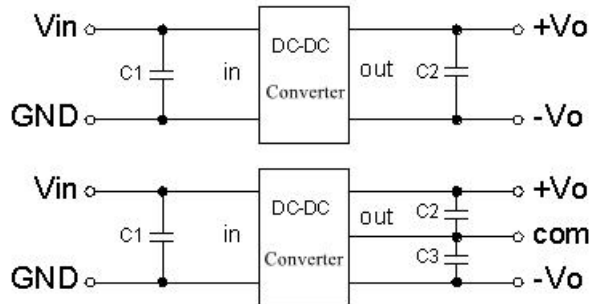 Vin
+Vo
DC-DC
C1
in
out
C2
Converter
GND
-Vo
Vin
+Vo
DC-DC
C2
out
C1
in
com
C3
Converter
GND
-Vo